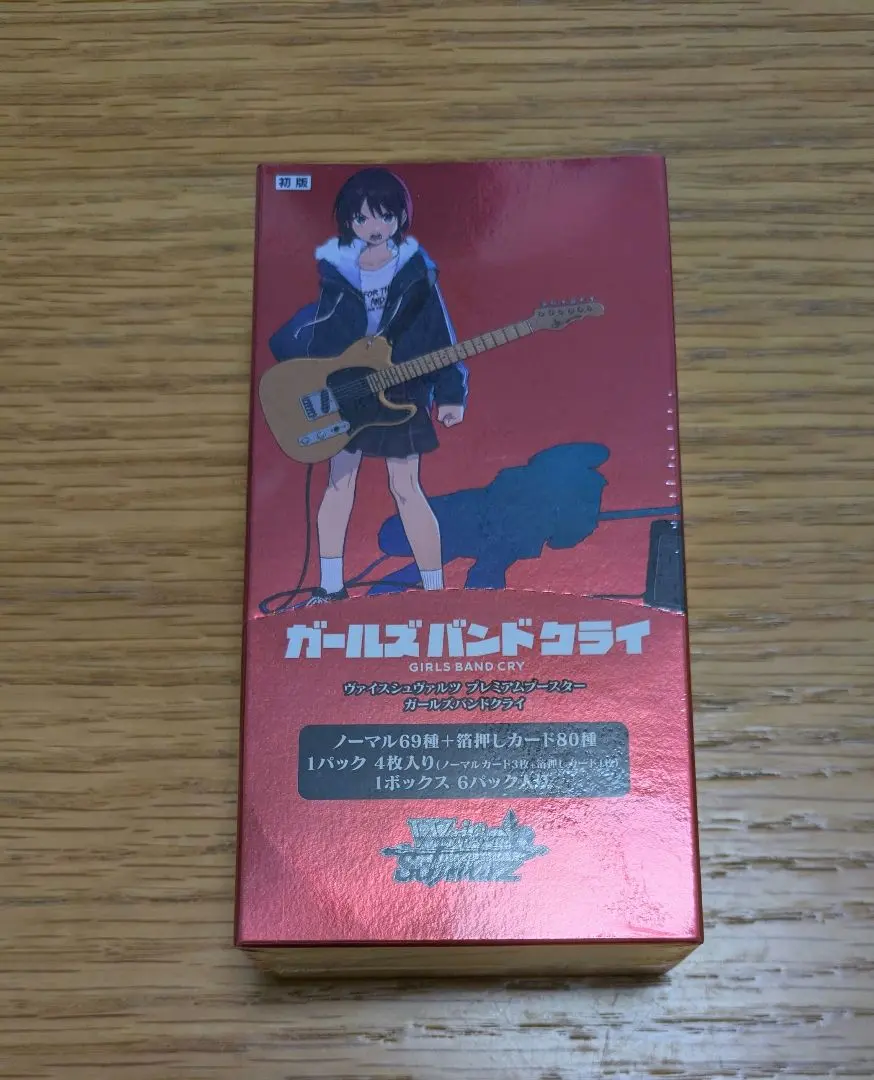 初版
FOR TH
ガールズバンドクライ
GIRLS BAND CRY
ヴァイスシュヴァルツ プレミアムブースター
ガールズバンドクライ
ノーマル69種+箔押しカード80種
1パック 4枚入り(ノーマルカード3枚+箔押しカード1枚)
1ボックス 6パック入り
Weiß
Schwarz